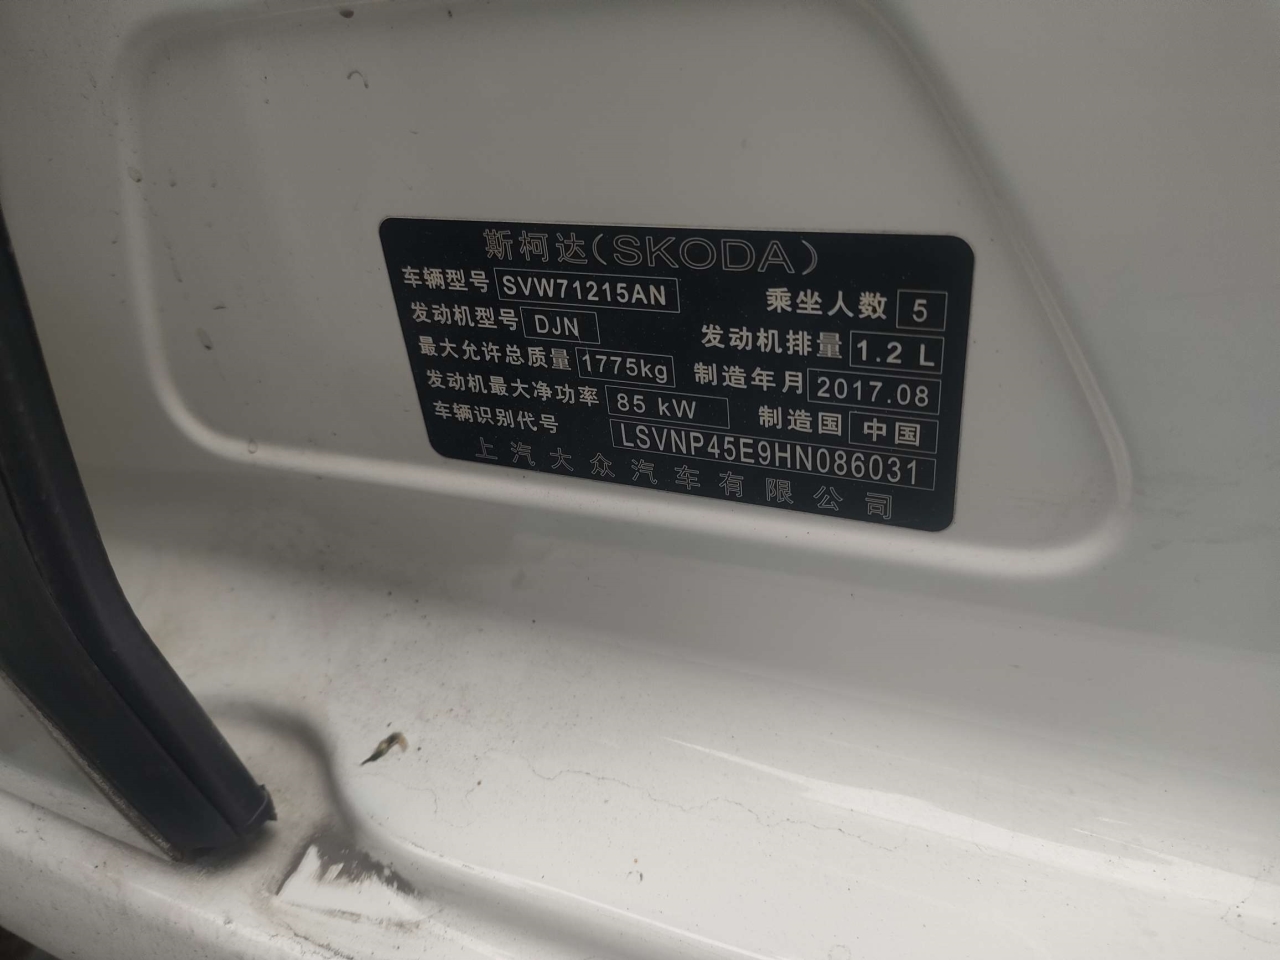 斯柯达(SKODA)
车辆型号 SVW71215AN 乘坐人数 5
发动机型号 DJN 发动机排量 1.2 L
最大允许总质量 1775kg 制造年月 2017.08
发动机最大净功率 85 kW 制造国 中国
车辆识别代号 LSVNP45E9HN086031
上汽大众汽车有限公司